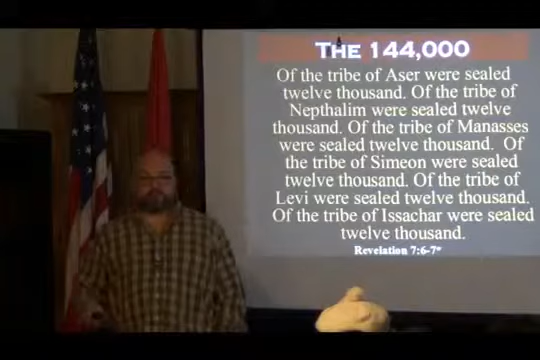 THE 144,000
Of the tribe of Aser were sealed
twelve thousand. Of the tribe of
Nepthalim were sealed twelve
thousand. Of the tribe of Manasses
were sealed twelve thousand.  Of
the tribe of Simeon were sealed
twelve thousand. Of the tribe of
Levi were sealed twelve thousand.
Of the tribe of Issachar were sealed
twelve thousand.
Revelation 7:6-7*